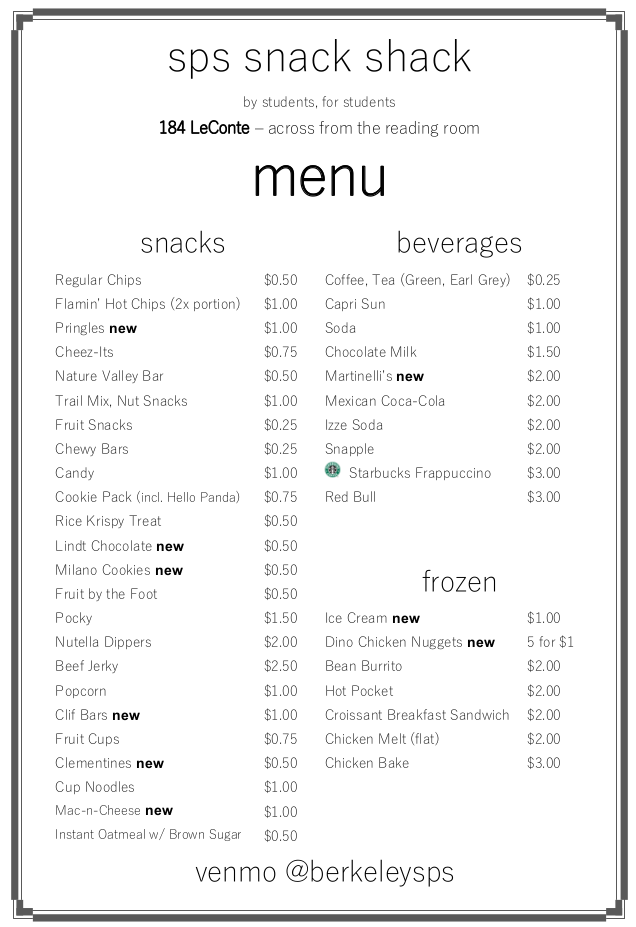 sps snack shack
by students, for students
184 LeConte – across from the reading room
menu
snacks
Regular Chips $0.50
Flamin' Hot Chips (2x portion) $1.00
Pringles new $1.00
Cheez-Its $0.75
Nature Valley Bar $0.50
Trail Mix, Nut Snacks $1.00
Fruit Snacks $0.25
Chewy Bars $0.25
Candy $1.00
Cookie Pack (incl. Hello Panda) $0.75
Rice Krispy Treat $0.50
Lindt Chocolate new $0.50
Milano Cookies new $0.50
Fruit by the Foot $0.50
Pocky $1.50
Nutella Dippers $2.00
Beef Jerky $2.50
Popcorn $1.00
Clif Bars new $1.00
Fruit Cups $0.75
Clementines new $0.50
Cup Noodles $1.00
Mac-n-Cheese new $1.00
Instant Oatmeal w/ Brown Sugar $0.50
beverages
Coffee, Tea (Green, Earl Grey) $0.25
Capri Sun $1.00
Soda $1.00
Chocolate Milk $1.50
Martinelli's new $2.00
Mexican Coca-Cola $2.00
Izze Soda $2.00
Snapple $2.00
Starbucks Frappuccino $3.00
Red Bull $3.00
frozen
Ice Cream new $1.00
Dino Chicken Nuggets new 5 for $1
Bean Burrito $2.00
Hot Pocket $2.00
Croissant Breakfast Sandwich $2.00
Chicken Melt (flat) $2.00
Chicken Bake $3.00
venmo @berkeleysps